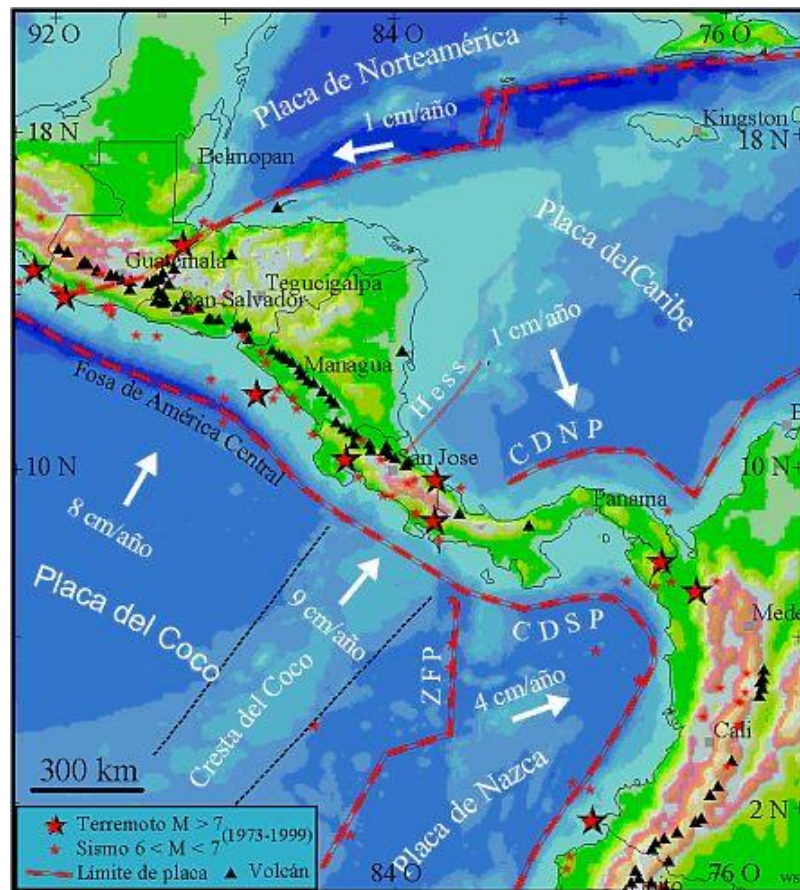 92 O
84 O
76 O
Placa de Norteamérica
1 cm/año
18 N
Kingston
18 N
Belmopan
Placa del Caribe
Guatemala
Tegucigalpa
San Salvador
1 cm/año
Managua
Hess
Fosa de América Central
CDNP
10 N
San Jose
10 N
Panama
8 cm/año
Placa del Coco
9 cm/año
CDSP
Mede
ZFP
4 cm/año
Cresta del Coco
Cali
Placa de Nazca
300 km
2 N
Terremoto M > 7 (1973-1999)
Sismo 6 < M < 7
Límite de placa
Volcán
84 O
76 O